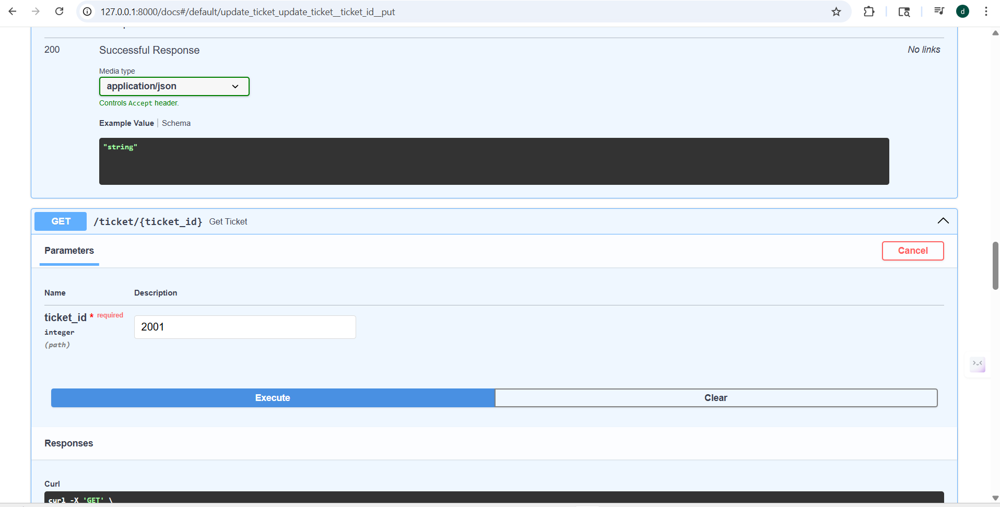 127.0.0.1:8000/docs#/default/update_ticket_update_ticket__ticket_id__put
d
200
Successful Response
No links
Media type
application/json
Controls Accept header.
Example Value
Schema
"string"
GET
/ticket/{ticket_id}
Get Ticket
Parameters
Cancel
Name
Description
ticket_id * required
2001
integer
(path)
Execute
Clear
Responses
Curl
curl -X 'GET' \